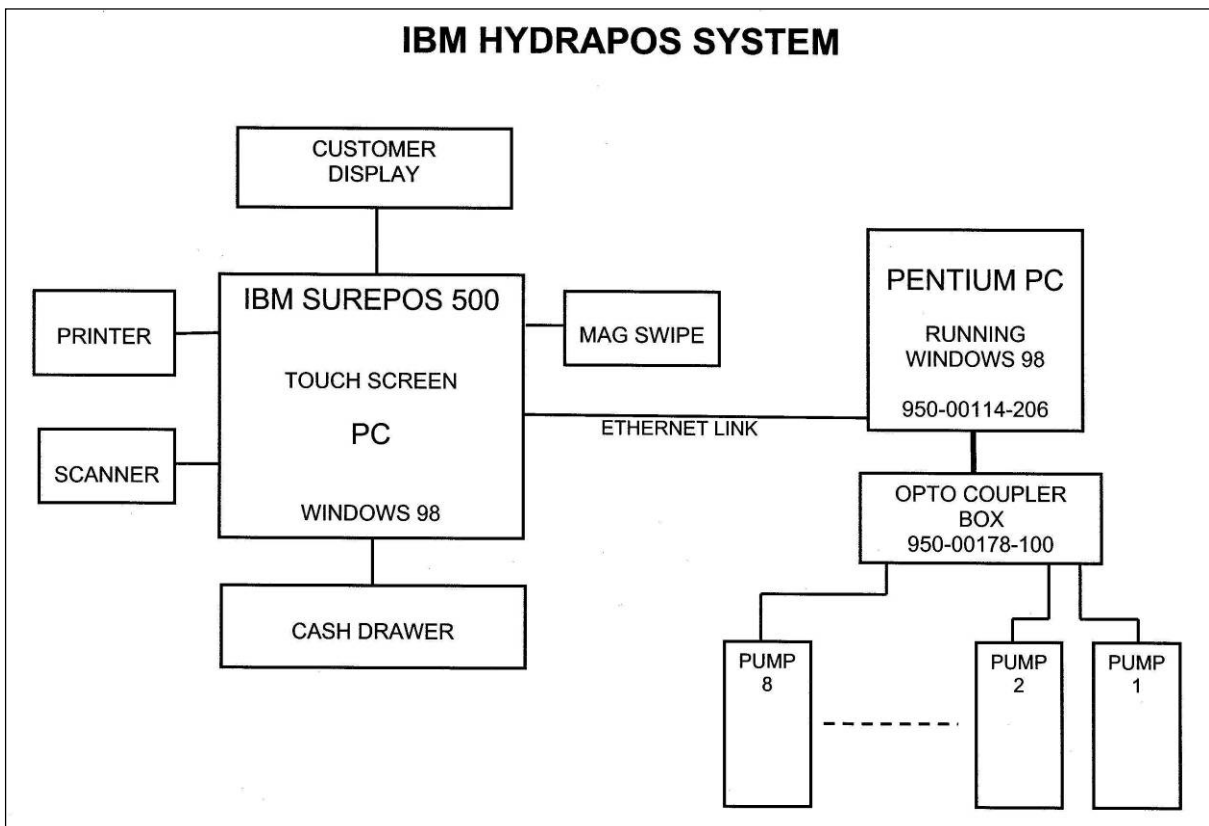 IBM HYDRAPOS SYSTEM
CUSTOMER
DISPLAY
IBM SUREPOS 500
TOUCH SCREEN
PC
WINDOWS 98
PRINTER
SCANNER
MAG SWIPE
ETHERNET LINK
CASH DRAWER
PENTIUM PC
RUNNING
WINDOWS 98
950-00114-206
OPTO COUPLER
BOX
950-00178-100
PUMP
8
PUMP
2
PUMP
1